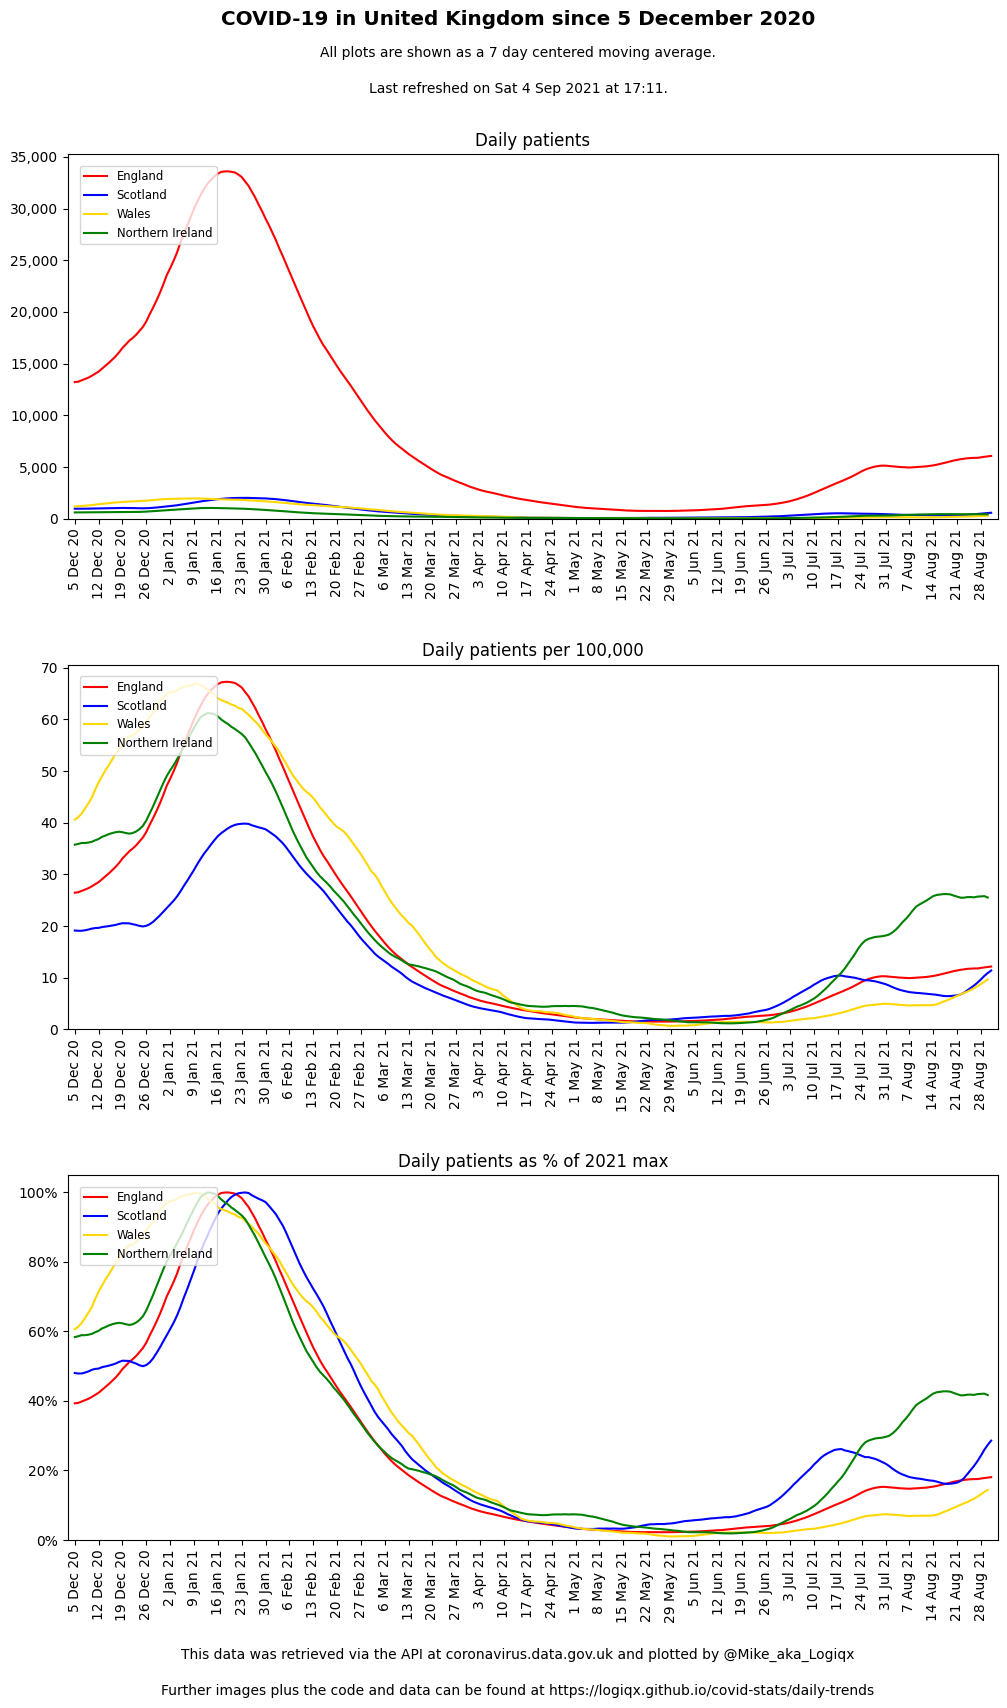 COVID-19 in United Kingdom since 5 December 2020
All plots are shown as a 7 day centered moving average.
Last refreshed on Sat 4 Sep 2021 at 17:11.
Daily patients
35,000
30,000
25,000
20,000
15,000
10,000
5,000
0
England
Scotland
Wales
Northern Ireland
5 Dec 20
12 Dec 20
19 Dec 20
26 Dec 20
2 Jan 21
9 Jan 21
16 Jan 21
23 Jan 21
30 Jan 21
6 Feb 21
13 Feb 21
20 Feb 21
27 Feb 21
6 Mar 21
13 Mar 21
20 Mar 21
27 Mar 21
3 Apr 21
10 Apr 21
17 Apr 21
24 Apr 21
1 May 21
8 May 21
15 May 21
22 May 21
29 May 21
5 Jun 21
12 Jun 21
19 Jun 21
26 Jun 21
3 Jul 21
10 Jul 21
17 Jul 21
24 Jul 21
31 Jul 21
7 Aug 21
14 Aug 21
21 Aug 21
28 Aug 21
Daily patients per 100,000
70
60
50
40
30
20
10
0
England
Scotland
Wales
Northern Ireland
5 Dec 20
12 Dec 20
19 Dec 20
26 Dec 20
2 Jan 21
9 Jan 21
16 Jan 21
23 Jan 21
30 Jan 21
6 Feb 21
13 Feb 21
20 Feb 21
27 Feb 21
6 Mar 21
13 Mar 21
20 Mar 21
27 Mar 21
3 Apr 21
10 Apr 21
17 Apr 21
24 Apr 21
1 May 21
8 May 21
15 May 21
22 May 21
29 May 21
5 Jun 21
12 Jun 21
19 Jun 21
26 Jun 21
3 Jul 21
10 Jul 21
17 Jul 21
24 Jul 21
31 Jul 21
7 Aug 21
14 Aug 21
21 Aug 21
28 Aug 21
Daily patients as % of 2021 max
100%
80%
60%
40%
20%
0%
England
Scotland
Wales
Northern Ireland
5 Dec 20
12 Dec 20
19 Dec 20
26 Dec 20
2 Jan 21
9 Jan 21
16 Jan 21
23 Jan 21
30 Jan 21
6 Feb 21
13 Feb 21
20 Feb 21
27 Feb 21
6 Mar 21
13 Mar 21
20 Mar 21
27 Mar 21
3 Apr 21
10 Apr 21
17 Apr 21
24 Apr 21
1 May 21
8 May 21
15 May 21
22 May 21
29 May 21
5 Jun 21
12 Jun 21
19 Jun 21
26 Jun 21
3 Jul 21
10 Jul 21
17 Jul 21
24 Jul 21
31 Jul 21
7 Aug 21
14 Aug 21
21 Aug 21
28 Aug 21
This data was retrieved via the API at coronavirus.data.gov.uk and plotted by @Mike_aka_Logiqx
Further images plus the code and data can be found at https://logiqx.github.io/covid-stats/daily-trends